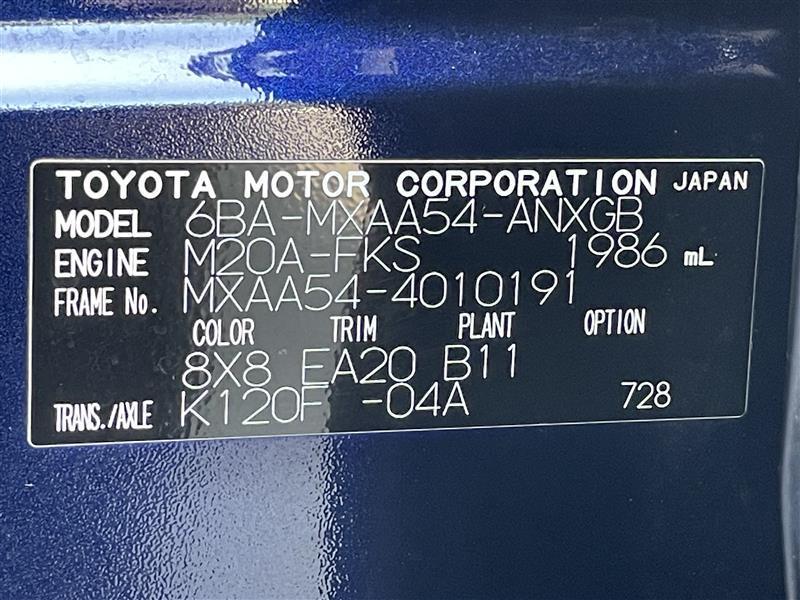 TOYOTA MOTOR CORPORATION JAPAN
MODEL 6BA-MXAA54-ANXGB
ENGINE M20A-FKS 1986 mL
FRAME No. MXAA54-4010191
COLOR TRIM PLANT OPTION
8X8 EA20 B11
TRANS./AXLE K120F -04A 728